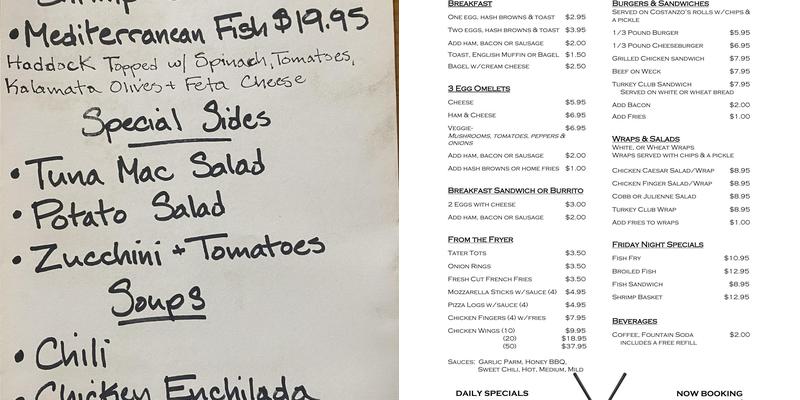 • Mediterranean Fish $19.95
Haddock Topped w/ Spinach, Tomatoes,
Kalamata Olives + Feta Cheese
Special Sides
• Tuna Mac Salad
• Potato Salad
• Zucchini + Tomatoes
Soups
• Chili
• Chicken Enchilada
BREAKFAST
ONE EGG, HASH BROWNS & TOAST $2.95
TWO EGGS, HASH BROWNS & TOAST $3.95
ADD HAM, BACON OR SAUSAGE $2.00
TOAST, ENGLISH MUFFIN OR BAGEL $1.50
BAGEL W/CREAM CHEESE $2.50
3 EGG OMELETS
CHEESE $5.95
HAM & CHEESE $6.95
VEGGIE- $6.95
MUSHROOMS, TOMATOES, PEPPERS &
ONIONS
ADD HAM, BACON OR SAUSAGE $2.00
ADD HASH BROWNS OR HOME FRIES $1.00
BREAKFAST SANDWICH OR BURRITO
2 EGGS WITH CHEESE $3.00
ADD HAM, BACON OR SAUSAGE $2.00
FROM THE FRYER
TATER TOTS $3.50
ONION RINGS $3.50
FRESH CUT FRENCH FRIES $3.50
MOZZARELLA STICKS W/SAUCE (4) $4.95
PIZZA LOGS W/SAUCE (4) $4.95
CHICKEN FINGERS (4) W/FRIES $7.95
CHICKEN WINGS (10) $9.95
(20) $18.95
(50) $37.95
SAUCES: GARLIC PARM, HONEY BBQ,
SWEET CHILI, HOT, MEDIUM, MILD
DAILY SPECIALS
BURGERS & SANDWICHES
SERVED ON COSTANZO'S ROLLS W/CHIPS &
A PICKLE
1/3 POUND BURGER $5.95
1/3 POUND CHEESEBURGER $6.95
GRILLED CHICKEN SANDWICH $7.95
BEEF ON WECK $7.95
TURKEY CLUB SANDWICH $7.95
SERVED ON WHITE OR WHEAT BREAD
ADD BACON $2.00
ADD FRIES $1.00
WRAPS & SALADS
WHITE, OR WHEAT WRAPS
WRAPS SERVED WITH CHIPS & A PICKLE
CHICKEN CAESAR SALAD/WRAP $8.95
CHICKEN FINGER SALAD/WRAP $8.95
COBB OR JULIENNE SALAD $8.95
TURKEY CLUB WRAP $8.95
ADD FRIES TO WRAPS $1.00
FRIDAY NIGHT SPECIALS
FISH FRY $10.95
BROILED FISH $12.95
FISH SANDWICH $8.95
SHRIMP BASKET $12.95
BEVERAGES
COFFEE, FOUNTAIN SODA $2.00
INCLUDES A FREE REFILL
NOW BOOKING